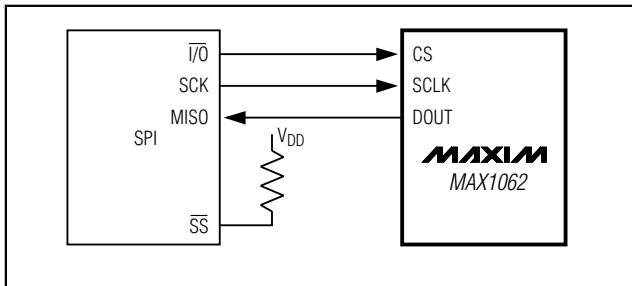 I/O
CS
SCK
SCLK
MISO
DOUT
SPI
VDD
MAXIM
MAX1062
SS